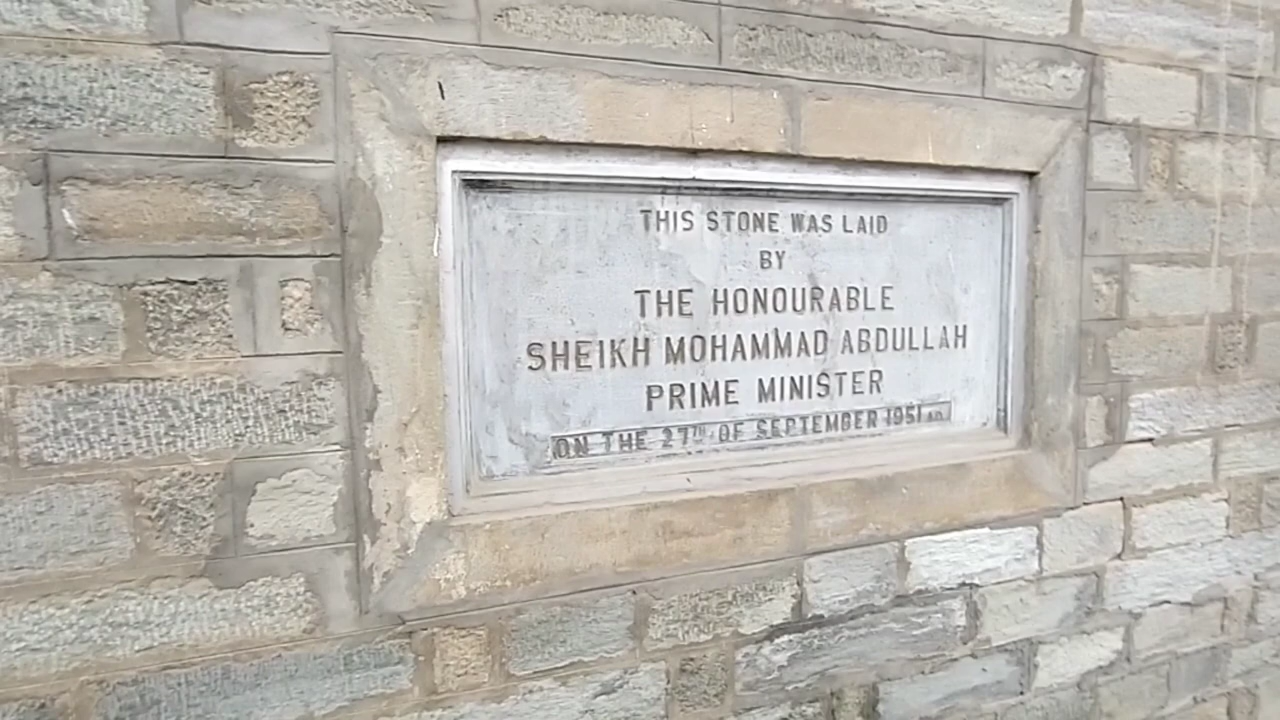 THIS STONE WAS LAID
BY
THE HONOURABLE
SHEIKH MOHAMMAD ABDULLAH
PRIME MINISTER
ON THE 27TH OF SEPTEMBER 1951 AD